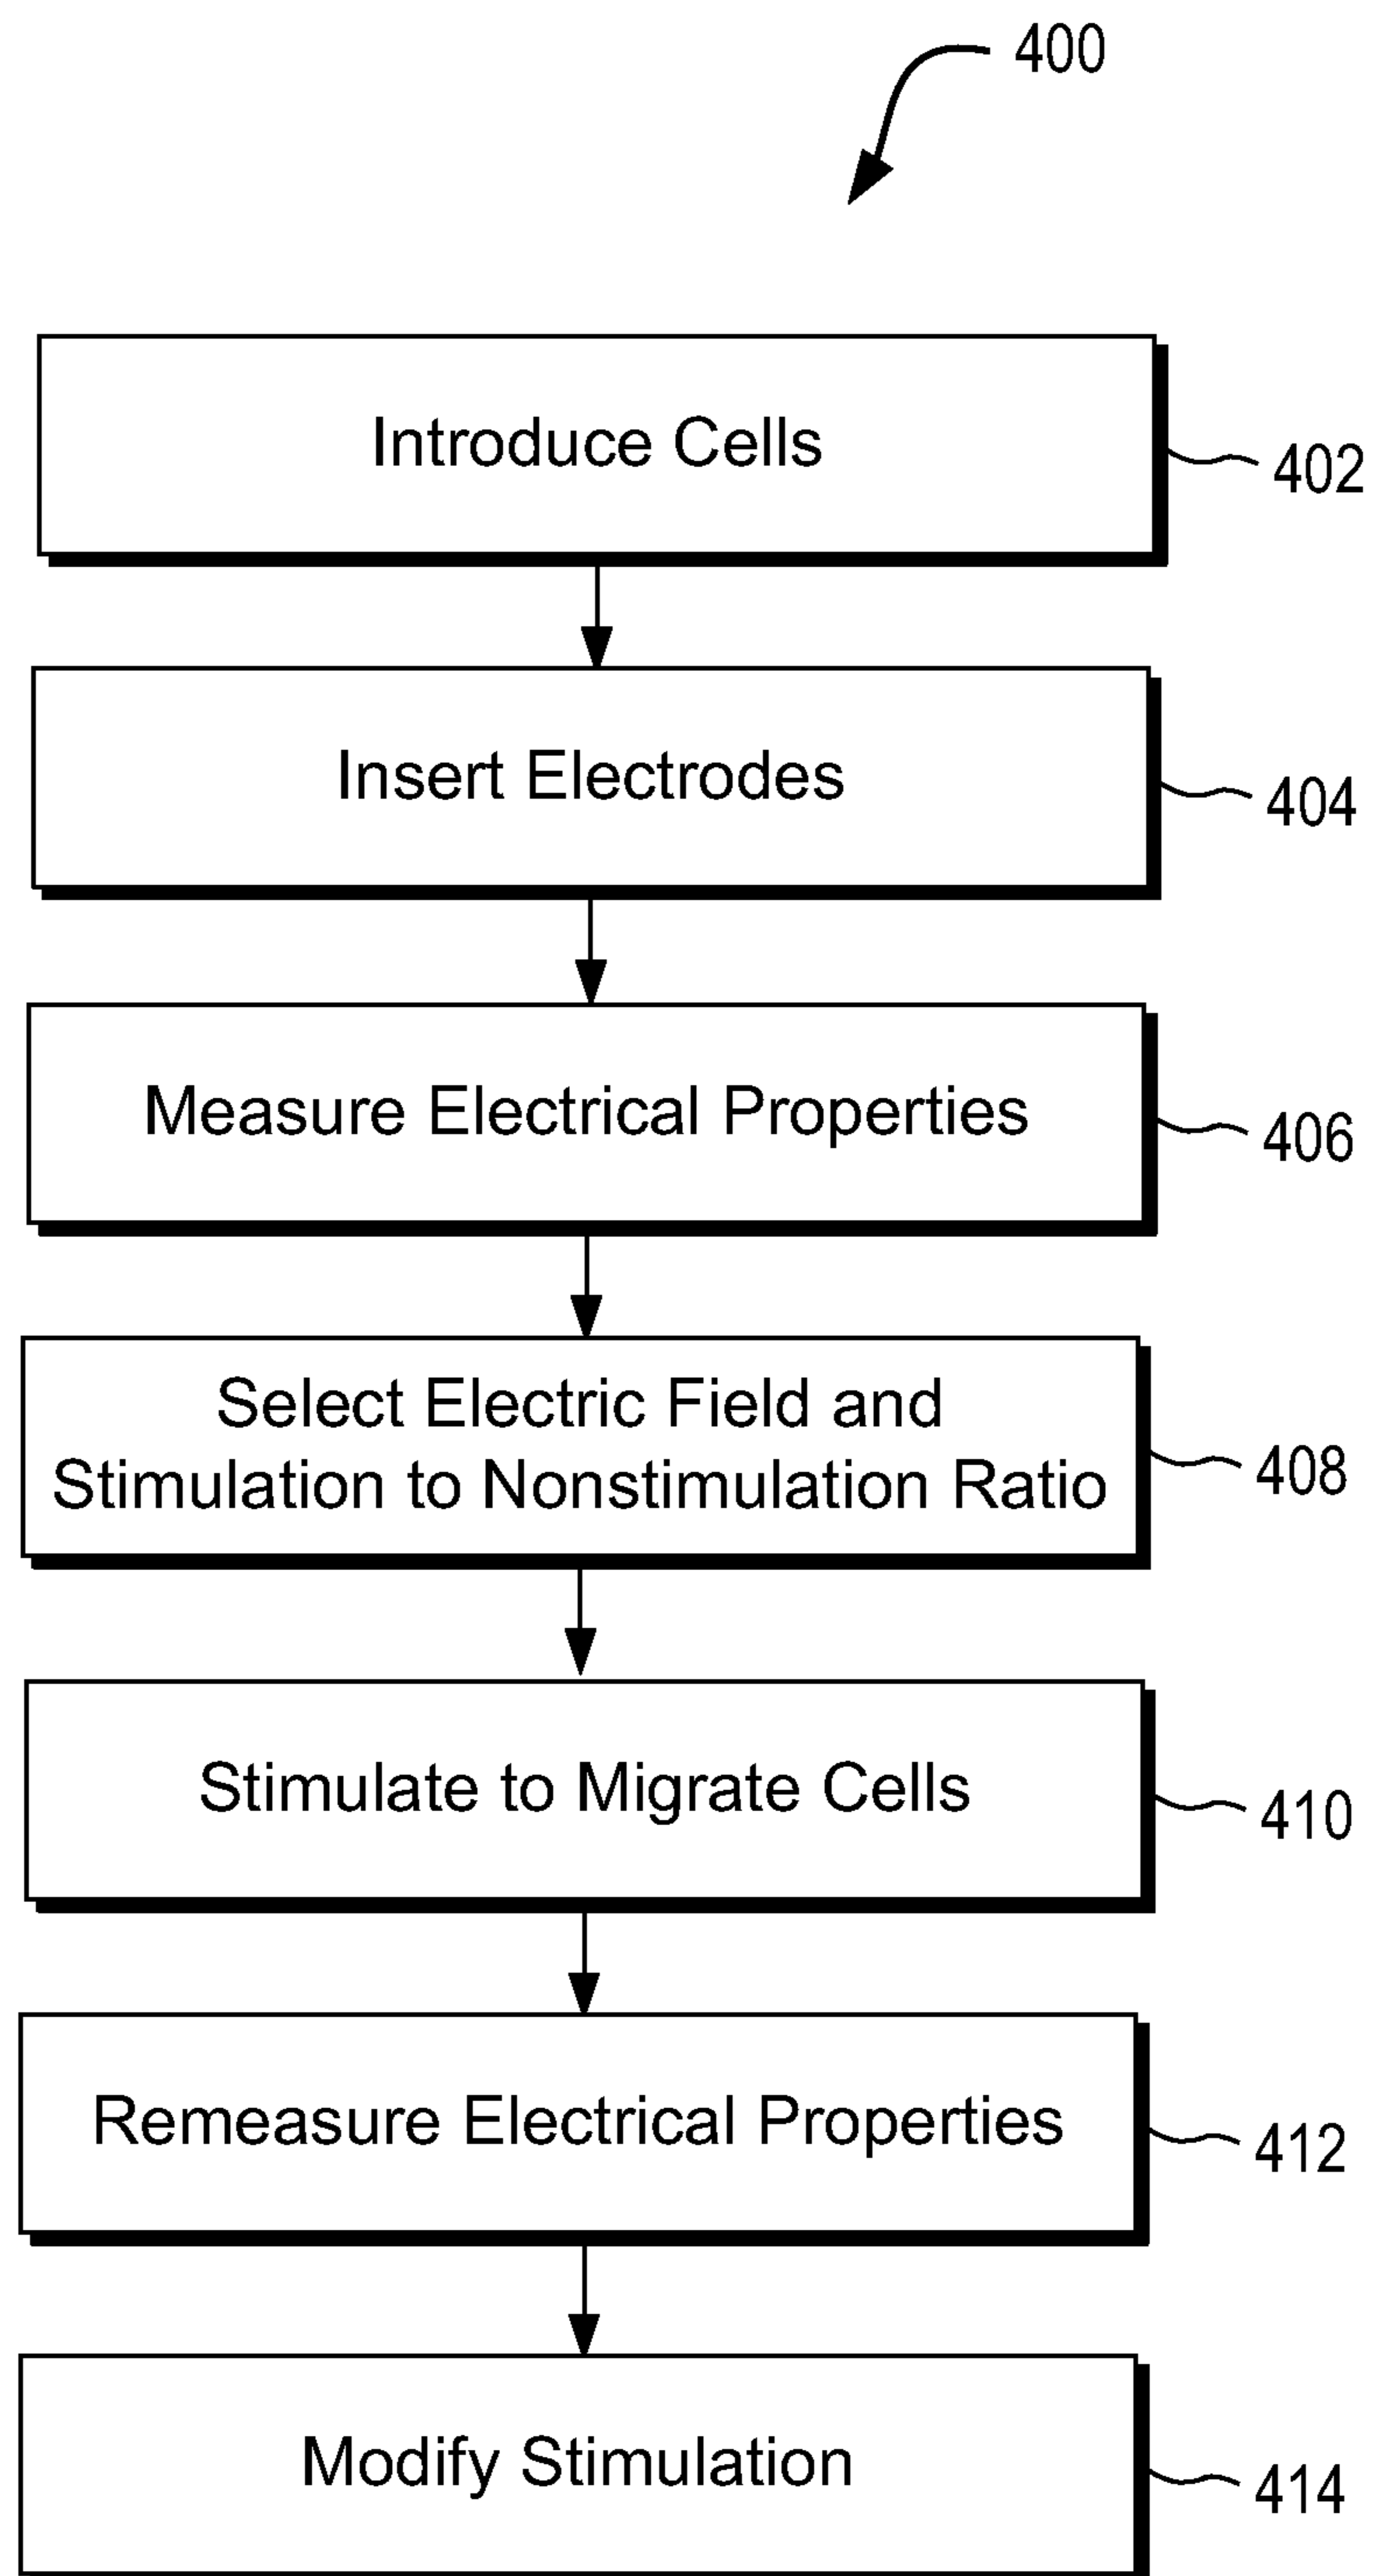 400
Introduce Cells
402
Insert Electrodes
404
Measure Electrical Properties
406
Select Electric Field and
Stimulation to Nonstimulation Ratio
408
Stimulate to Migrate Cells
410
Remeasure Electrical Properties
412
Modify Stimulation
414